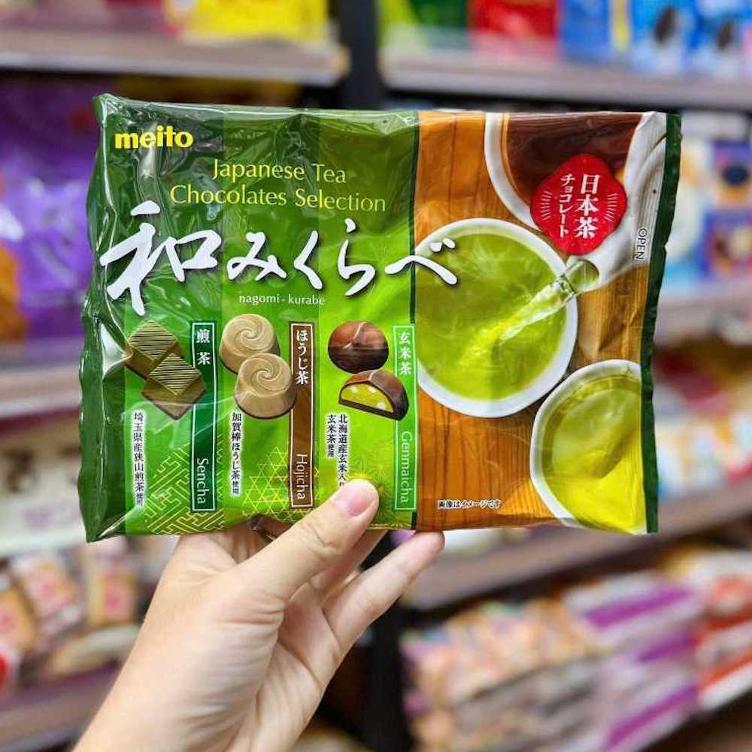 meito
Japanese Tea
Chocolates Selection
和みくらべ
nagomi-kurabe
日本茶
チョコレート
OPEN
煎茶
Sencha
埼玉県産狭山煎茶使用
ほうじ茶
Hojicha
加賀棒ほうじ茶使用
玄米茶
Genmaicha
北海道産玄米入り
玄米茶使用
画像はイメージです